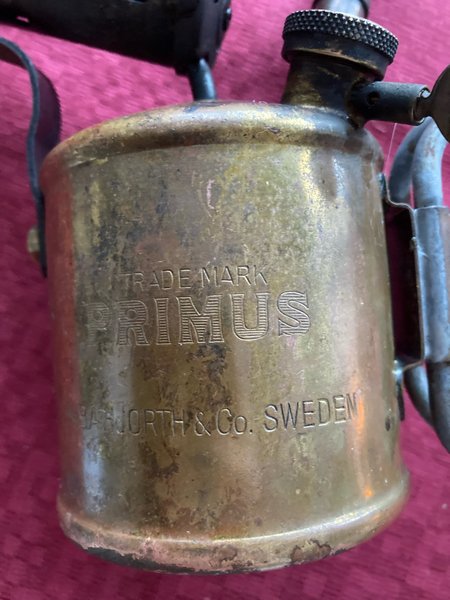 TRADE MARK
PRIMUS
B.A.HJORTH & Co. SWEDEN